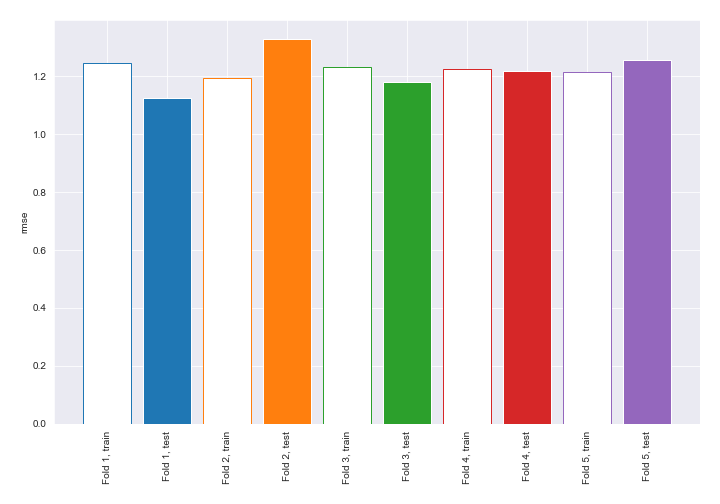 1.2
1.0
0.8
0.6
0.4
0.2
0.0
rmse
Fold 1, train
Fold 1, test
Fold 2, train
Fold 2, test
Fold 3, train
Fold 3, test
Fold 4, train
Fold 4, test
Fold 5, train
Fold 5, test